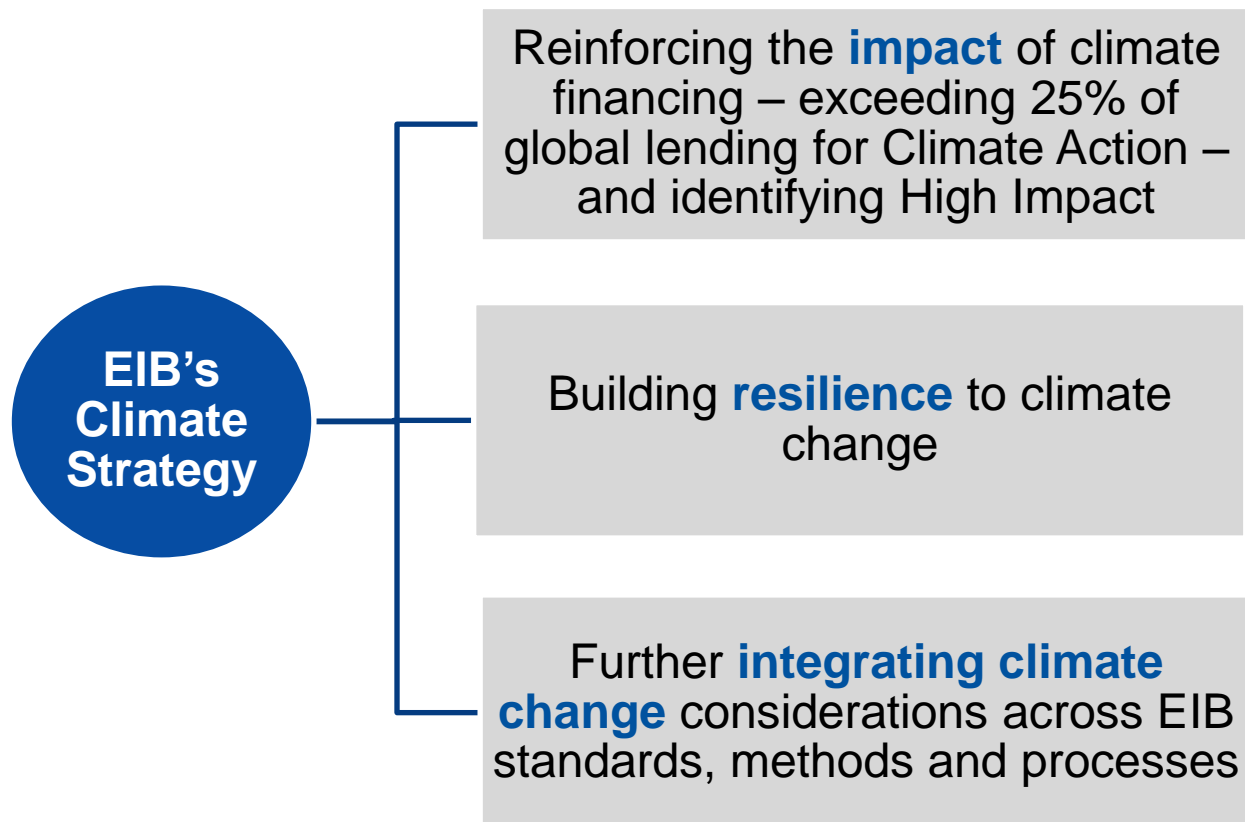 EIB’s
Climate
Strategy
Reinforcing the impact of climate
financing – exceeding 25% of
global lending for Climate Action –
and identifying High Impact
Building resilience to climate
change
Further integrating climate
change considerations across EIB
standards, methods and processes